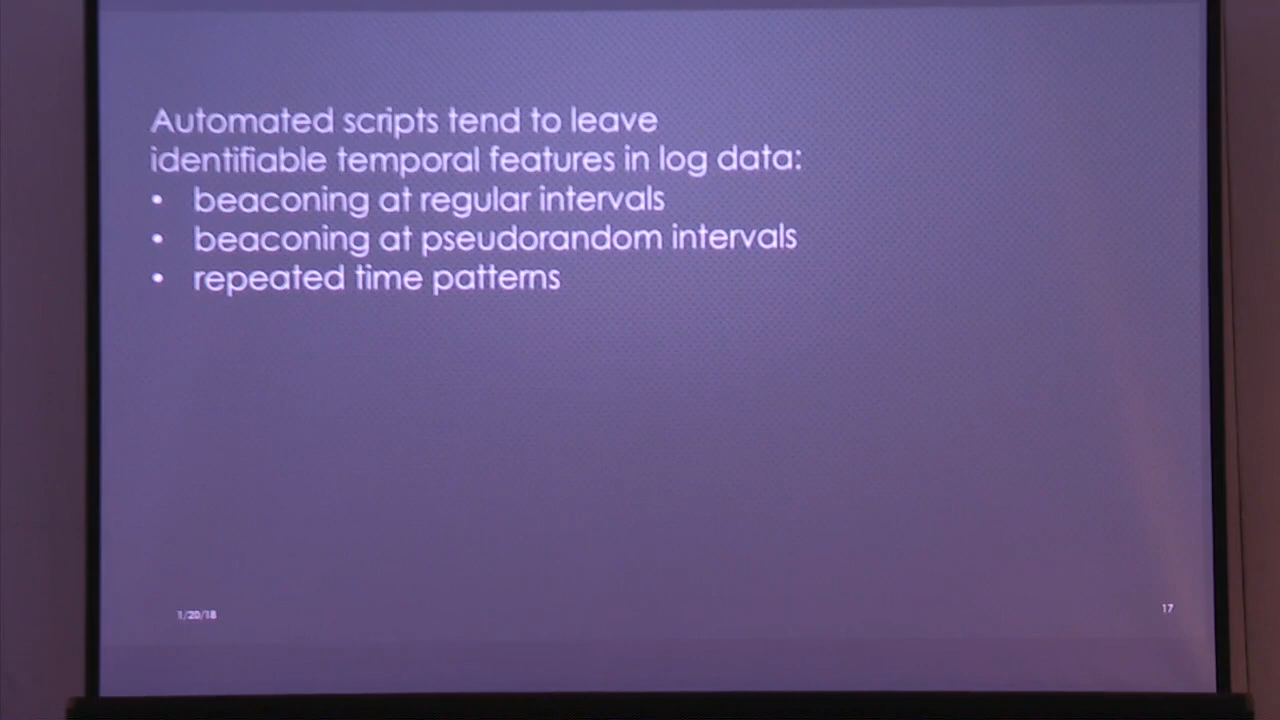 Automated scripts tend to leave
identifiable temporal features in log data:
• beaconing at regular intervals
• beaconing at pseudorandom intervals
• repeated time patterns
1/20/18
17